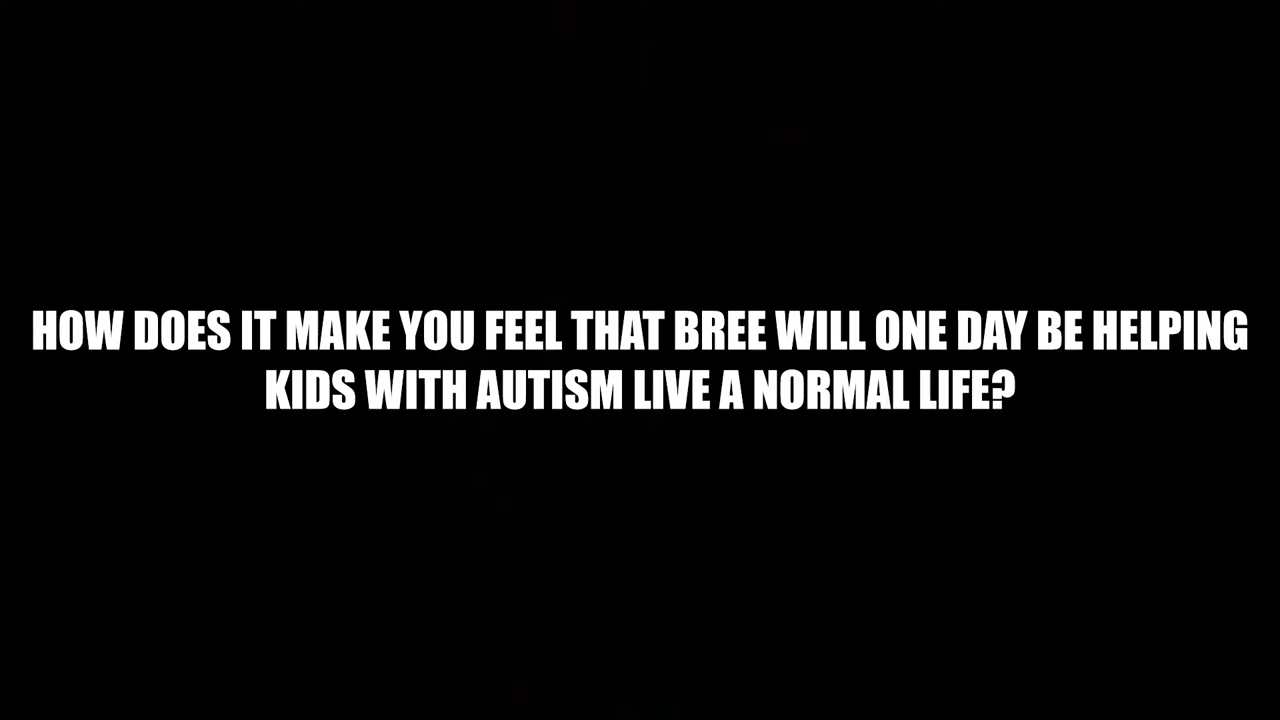 HOW DOES IT MAKE YOU FEEL THAT BREE WILL ONE DAY BE HELPING
KIDS WITH AUTISM LIVE A NORMAL LIFE?